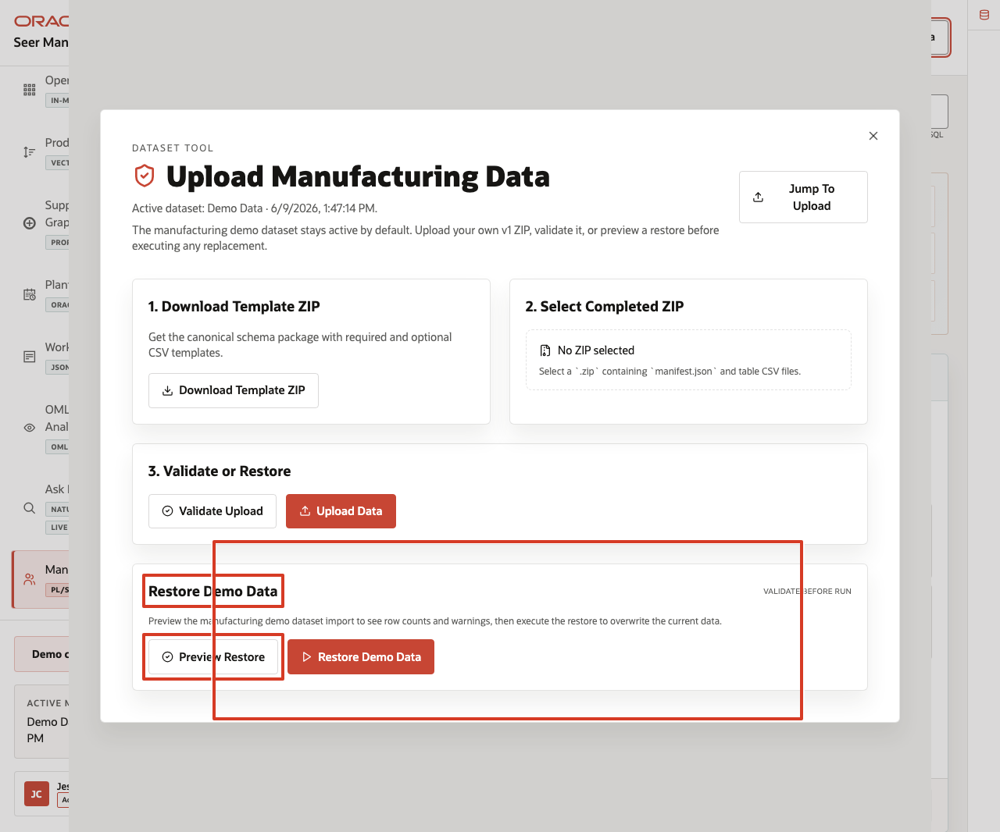 Seer Man
Oper
IN-M
Prod
VECT
Supp
Grap
PROP
Plant
ORAC
Work
JSON
OML
Anal
OML
Ask
NATU
LIVE
Man
PL/S
Demo
ACTIVE
Demo D
PM
JC
Jes
DATASET TOOL
Upload Manufacturing Data
Active dataset: Demo Data · 6/9/2026, 1:47:14 PM.
The manufacturing demo dataset stays active by default. Upload your own v1 ZIP, validate it, or preview a restore before
executing any replacement.
Jump To
Upload
1. Download Template ZIP
Get the canonical schema package with required and optional
CSV templates.
Download Template ZIP
2. Select Completed ZIP
No ZIP selected
Select a `.zip` containing `manifest.json` and table CSV files.
3. Validate or Restore
Validate Upload
Upload Data
Restore Demo Data
VALIDATE BEFORE RUN
Preview the manufacturing demo dataset import to see row counts and warnings, then execute the restore to overwrite the current data.
Preview Restore
Restore Demo Data
a
SQL